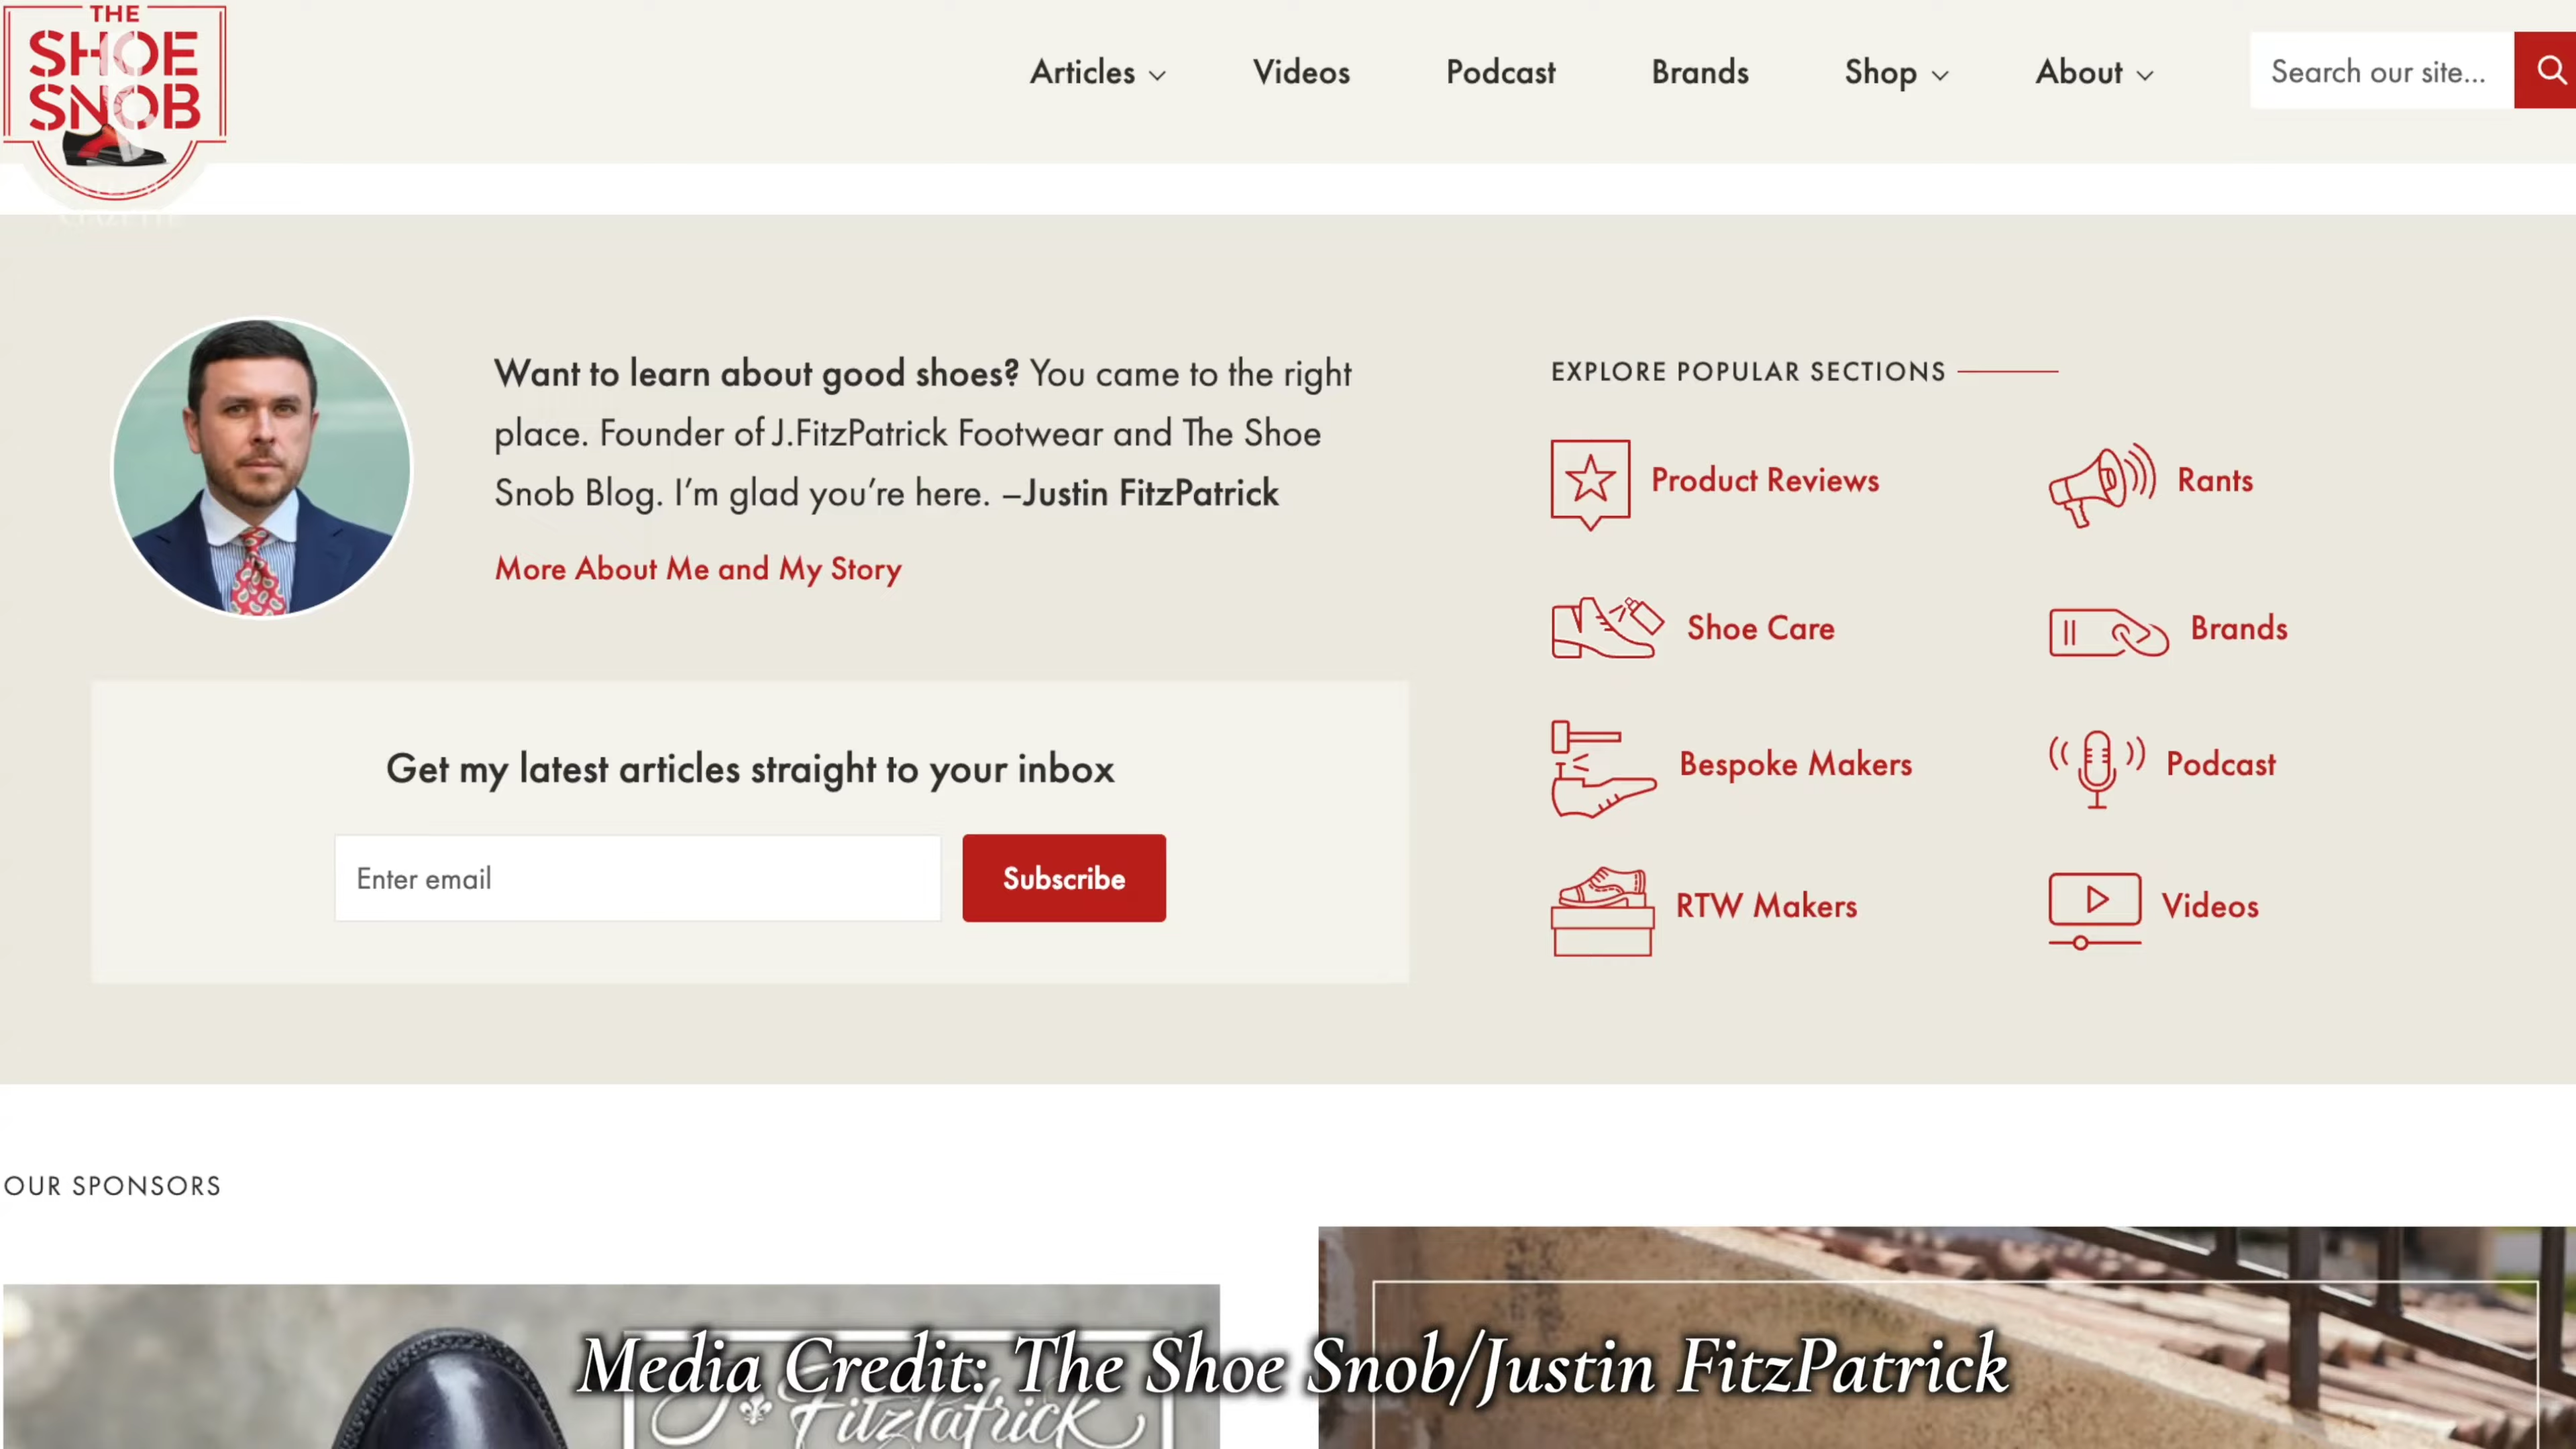 THE
SHOE
SNOB
Articles
Videos
Podcast
Brands
Shop
About
Search our site...
Want to learn about good shoes? You came to the right
place. Founder of J.FitzPatrick Footwear and The Shoe
Snob Blog. I'm glad you're here. –Justin FitzPatrick
More About Me and My Story
Get my latest articles straight to your inbox
Enter email
Subscribe
EXPLORE POPULAR SECTIONS
Product Reviews
Rants
Shoe Care
Brands
Bespoke Makers
Podcast
RTW Makers
Videos
OUR SPONSORS
Media Credit: The Shoe Snob/Justin FitzPatrick